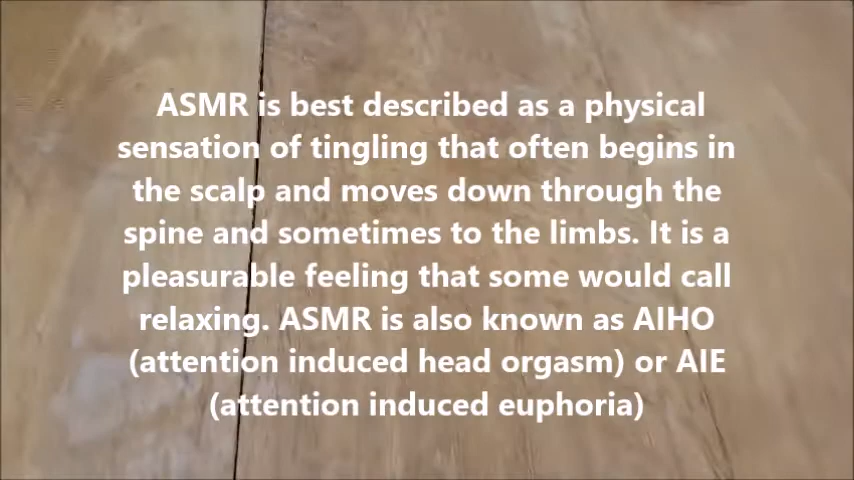 ASMR is best described as a physical
sensation of tingling that often begins in
the scalp and moves down through the
spine and sometimes to the limbs. It is a
pleasurable feeling that some would call
relaxing. ASMR is also known as AIHO
(attention induced head orgasm) or AIE
(attention induced euphoria)